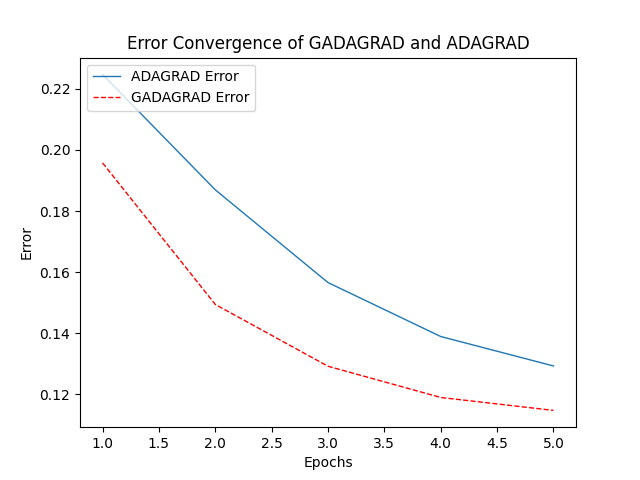 Error Convergence of GADAGRAD and ADAGRAD
ADAGRAD Error
GADAGRAD Error
0.22
0.20
0.18
0.16
0.14
0.12
Error
1.0 1.5 2.0 2.5 3.0 3.5 4.0 4.5 5.0
Epochs